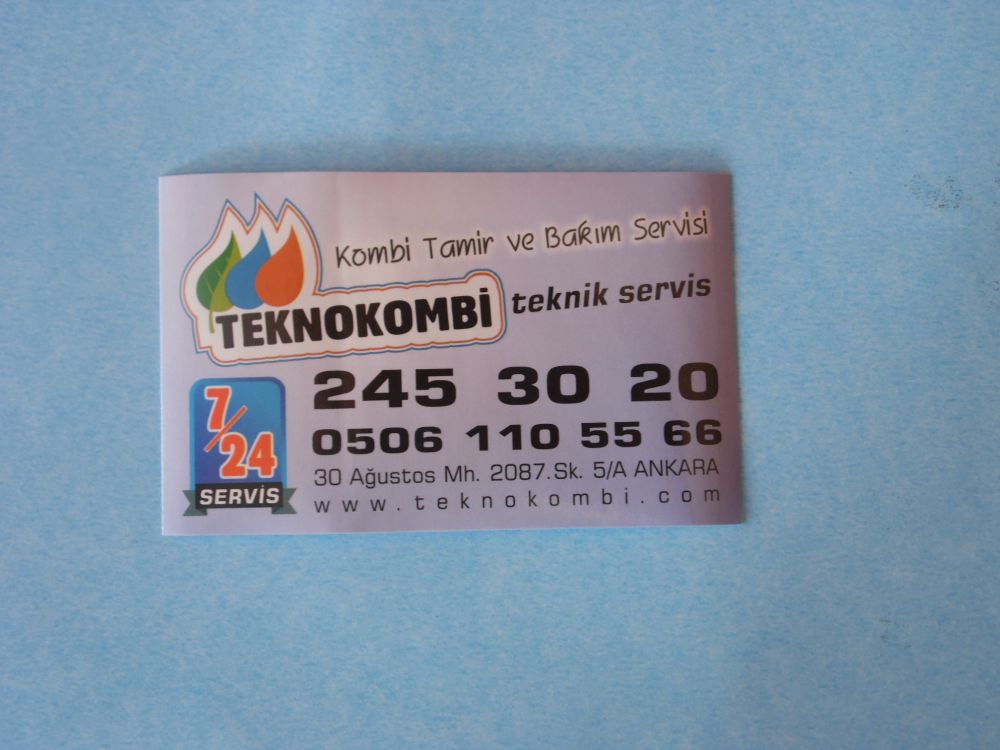 Kombi Tamir ve Bakım Servisi
TEKNOKOMBİ teknik servis
245 30 20
0506 110 55 66
7/24
SERVİS
30 Ağustos Mh. 2087.Sk. 5/A ANKARA
www.teknokombi.com